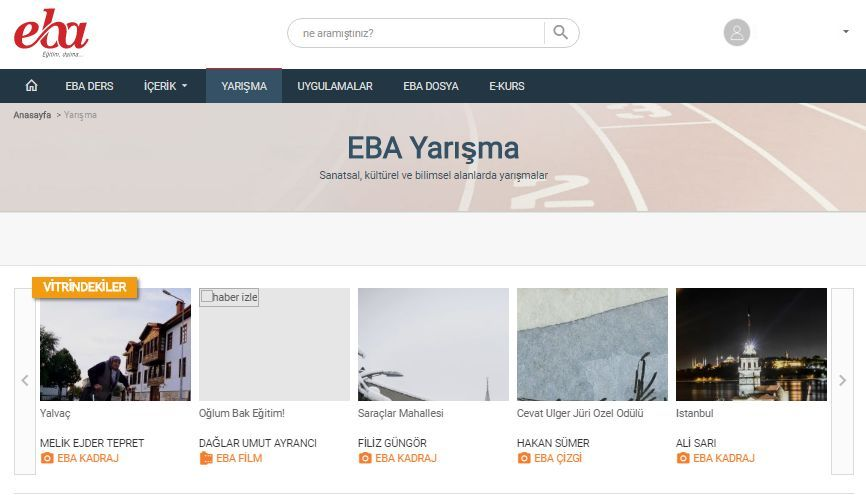 eba
Eğitim, daima...
ne aramıştınız?
EBA DERS
İÇERİK
YARIŞMA
UYGULAMALAR
EBA DOSYA
E-KURS
Anasayfa > Yarışma
EBA Yarışma
Sanatsal, kültürel ve bilimsel alanlarda yarışmalar
VİTRİNDEKİLER
haber izle
Yalvaç
MELİK EJDER TEPRET
EBA KADRAJ
Oğlum Bak Eğitim!
DAĞLAR UMUT AYRANCI
EBA FİLM
Saraçlar Mahallesi
FİLİZ GÜNGÖR
EBA KADRAJ
Cevat Ulger Jüri Ozel Odülü
HAKAN SÜMER
EBA ÇİZGİ
Istanbul
ALİ SARI
EBA KADRAJ